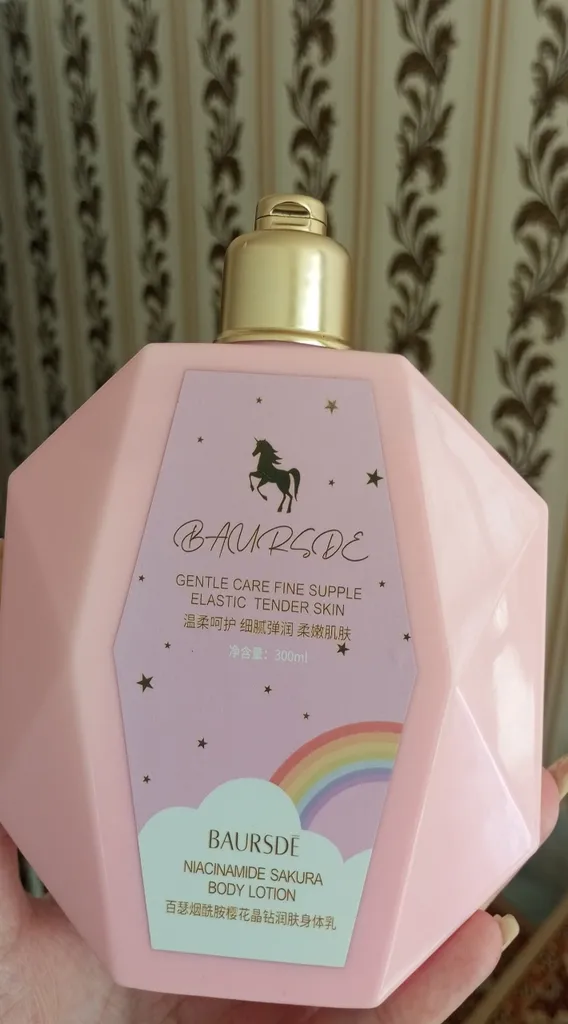 BAURSDE
GENTLE CARE FINE SUPPLE
ELASTIC TENDER SKIN
温柔呵护 细腻弹润 柔嫩肌肤
净含量：300ml
BAURSDE
NIACINAMIDE SAKURA
BODY LOTION
百瑟烟酰胺樱花晶钻润肤身体乳